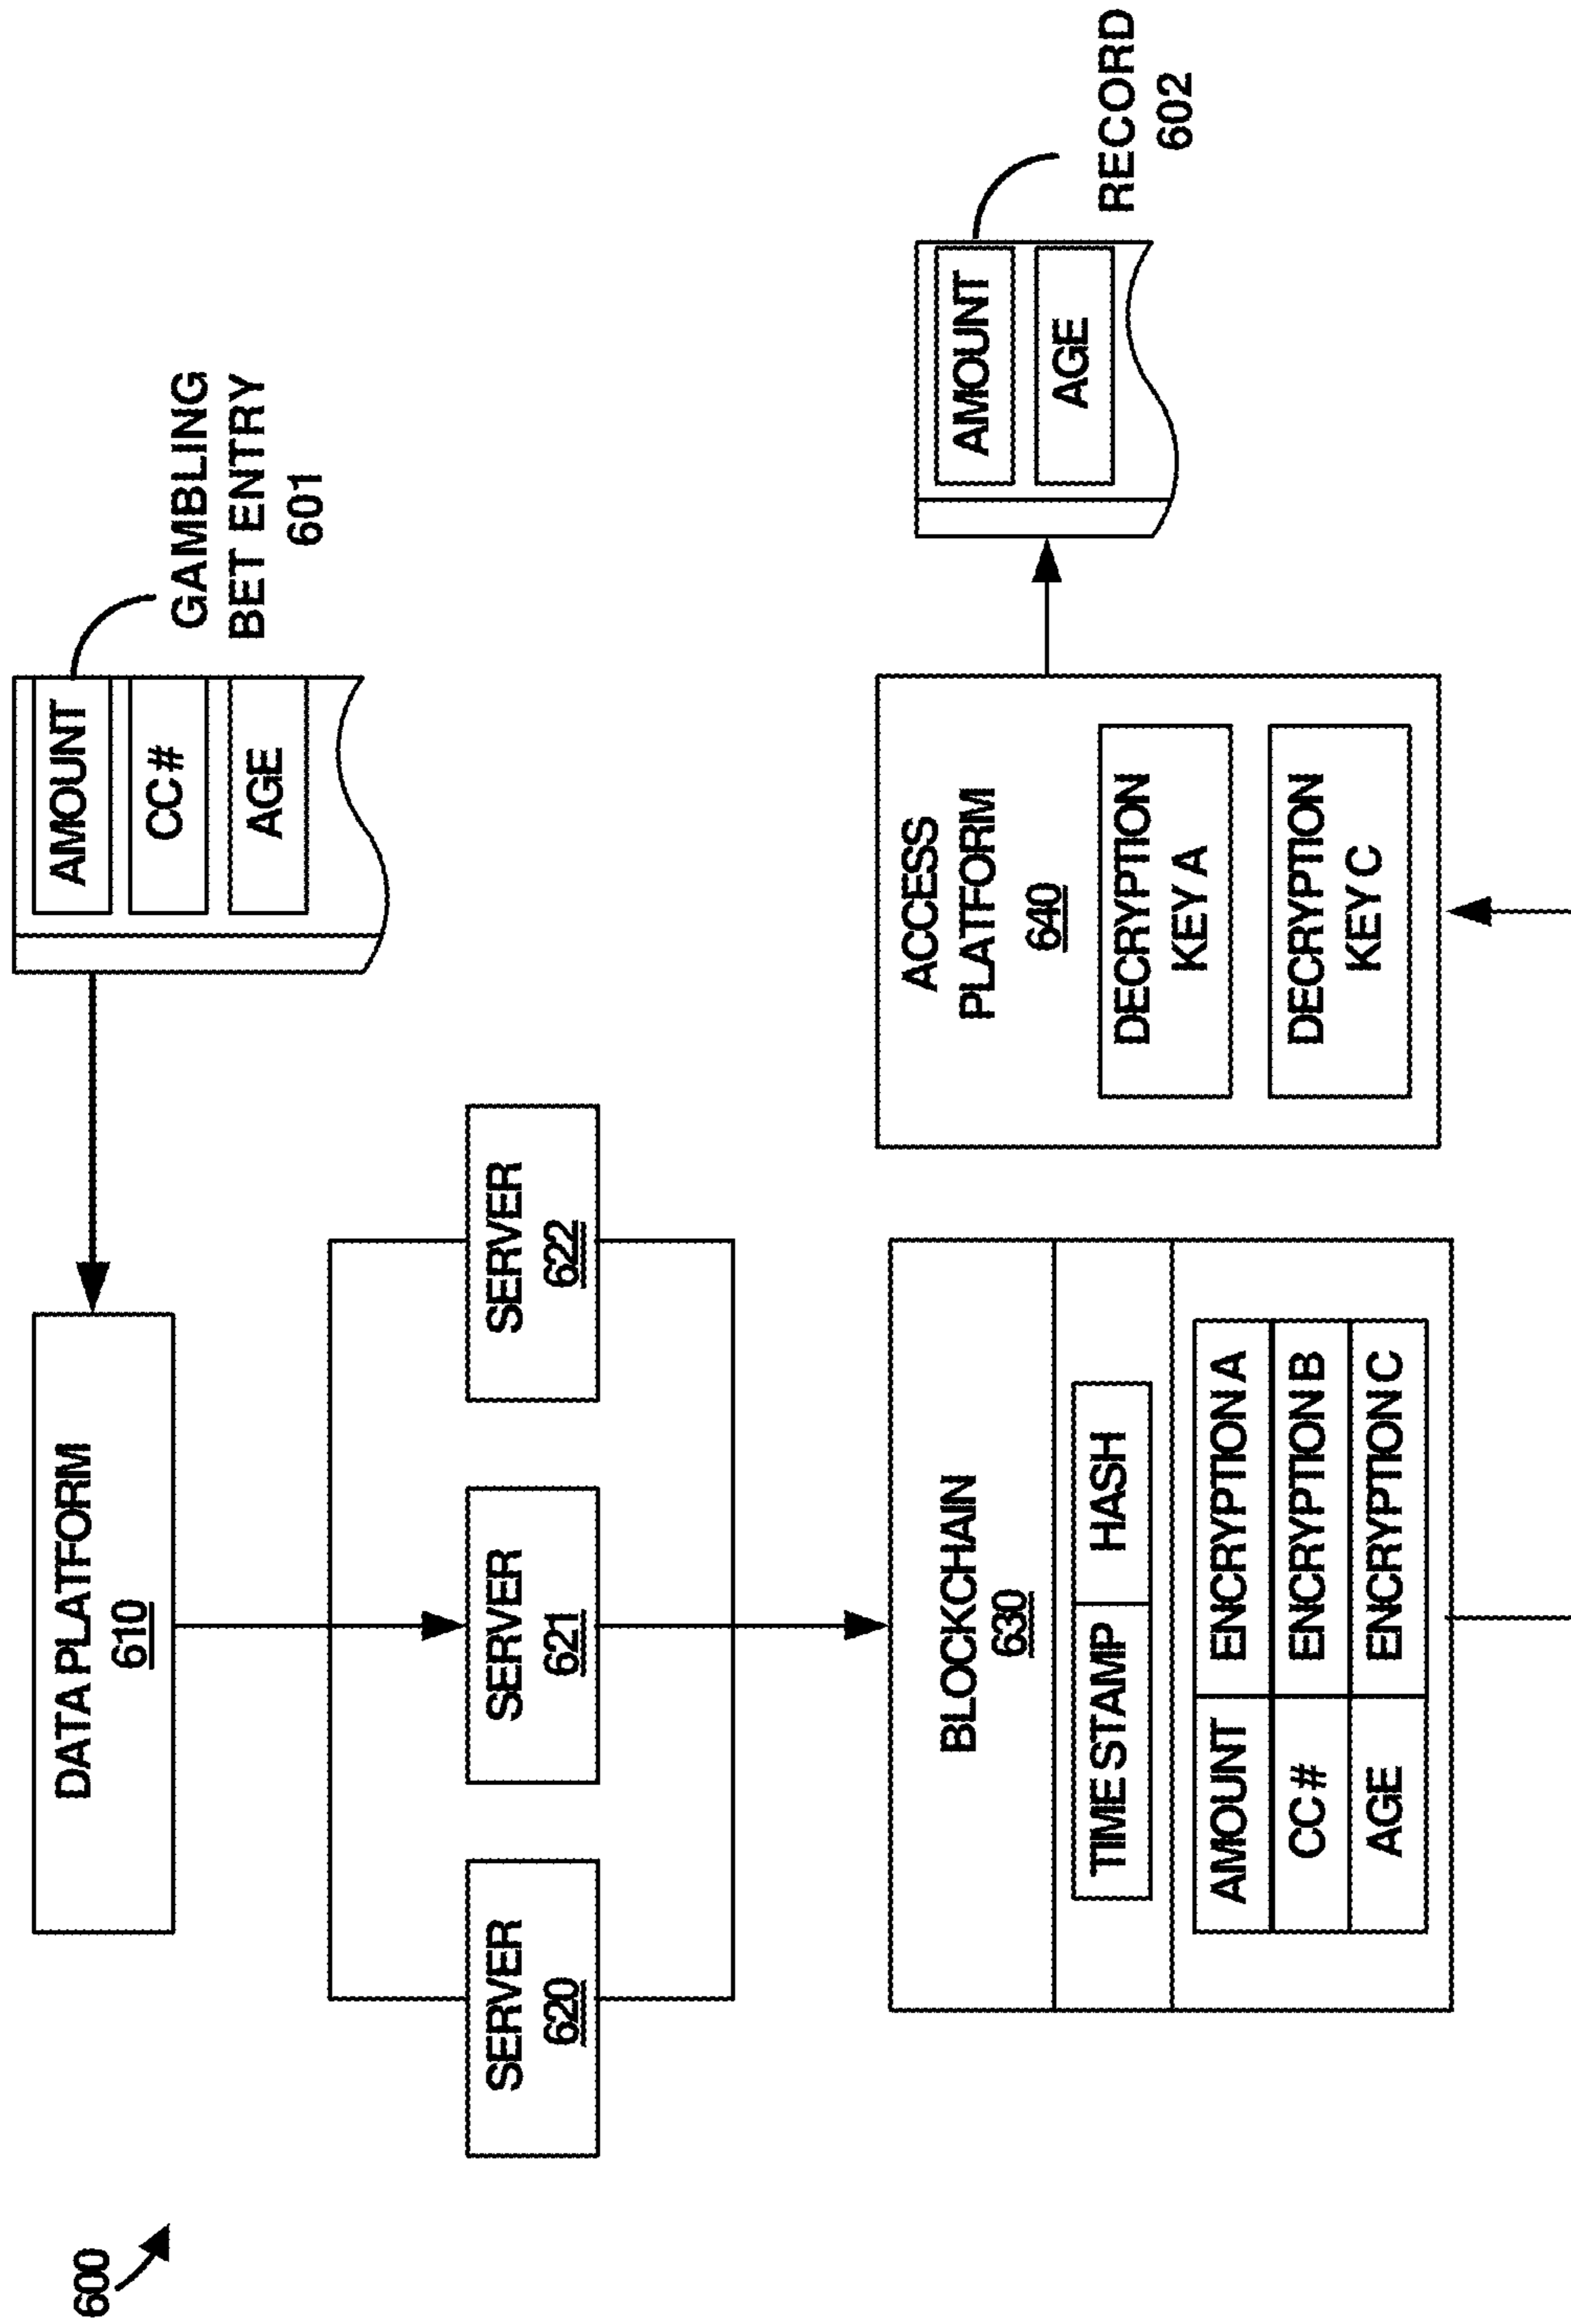 600
DATA PLATFORM
610
AMOUNT
CC #
AGE
GAMBLING
BET ENTRY
601
SERVER
620
SERVER
621
SERVER
622
BLOCKCHAIN
630
TIME STAMP HASH
AMOUNT ENCRYPTION A
CC # ENCRYPTION B
AGE ENCRYPTION C
ACCESS
PLATFORM
640
DECRYPTION
KEY A
DECRYPTION
KEY C
AMOUNT
AGE
RECORD
602